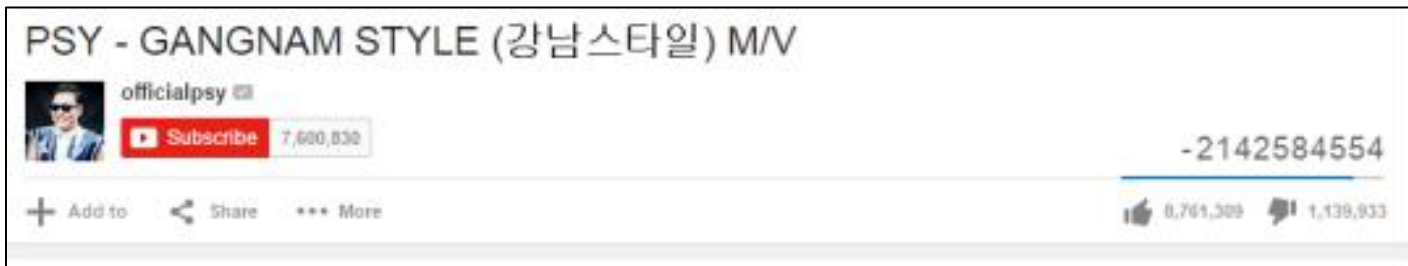 PSY - GANGNAM STYLE (강남스타일) M/V
officialpsy
Subscribe 7,600,830
-2142584554
Add to Share More
8,761,309 1,139,933